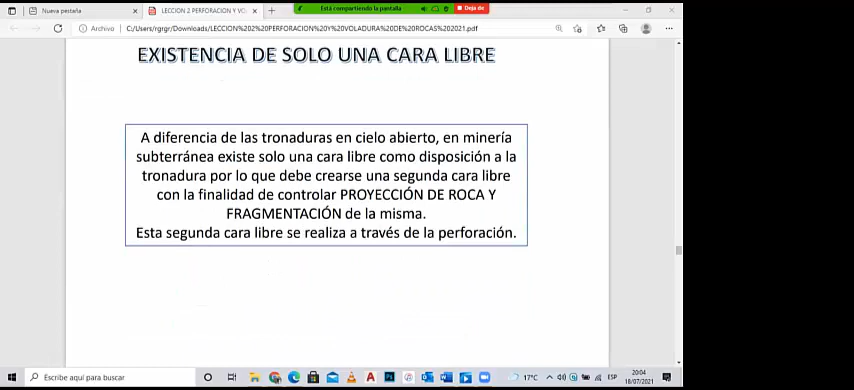 Nueva pestaña
LECCION 2 PERFORACION Y VO
Está compartiendo la pantalla
Deja de
Archivo
C:/Users/rgrgr/Downloads/LECCION%202%20PERFORACION%20Y%20VOLADURA%20DE%20ROCAS%202021.pdf
EXISTENCIA DE SOLO UNA CARA LIBRE
A diferencia de las tronaduras en cielo abierto, en minería
subterránea existe solo una cara libre como disposición a la
tronadura por lo que debe crearse una segunda cara libre
con la finalidad de controlar PROYECCIÓN DE ROCA Y
FRAGMENTACIÓN de la misma.
Esta segunda cara libre se realiza a través de la perforación.
Escribe aquí para buscar
17°C
ESP
20:04
18/07/2021